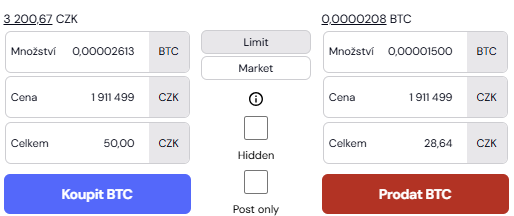 3 200,67 CZK
Množství 0,00002613 BTC
Cena 1 911 499 CZK
Celkem 50,00 CZK
Koupit BTC
Limit
Market
Hidden
Post only
0,0000208 BTC
Množství 0,00001500 BTC
Cena 1 911 499 CZK
Celkem 28,64 CZK
Prodat BTC